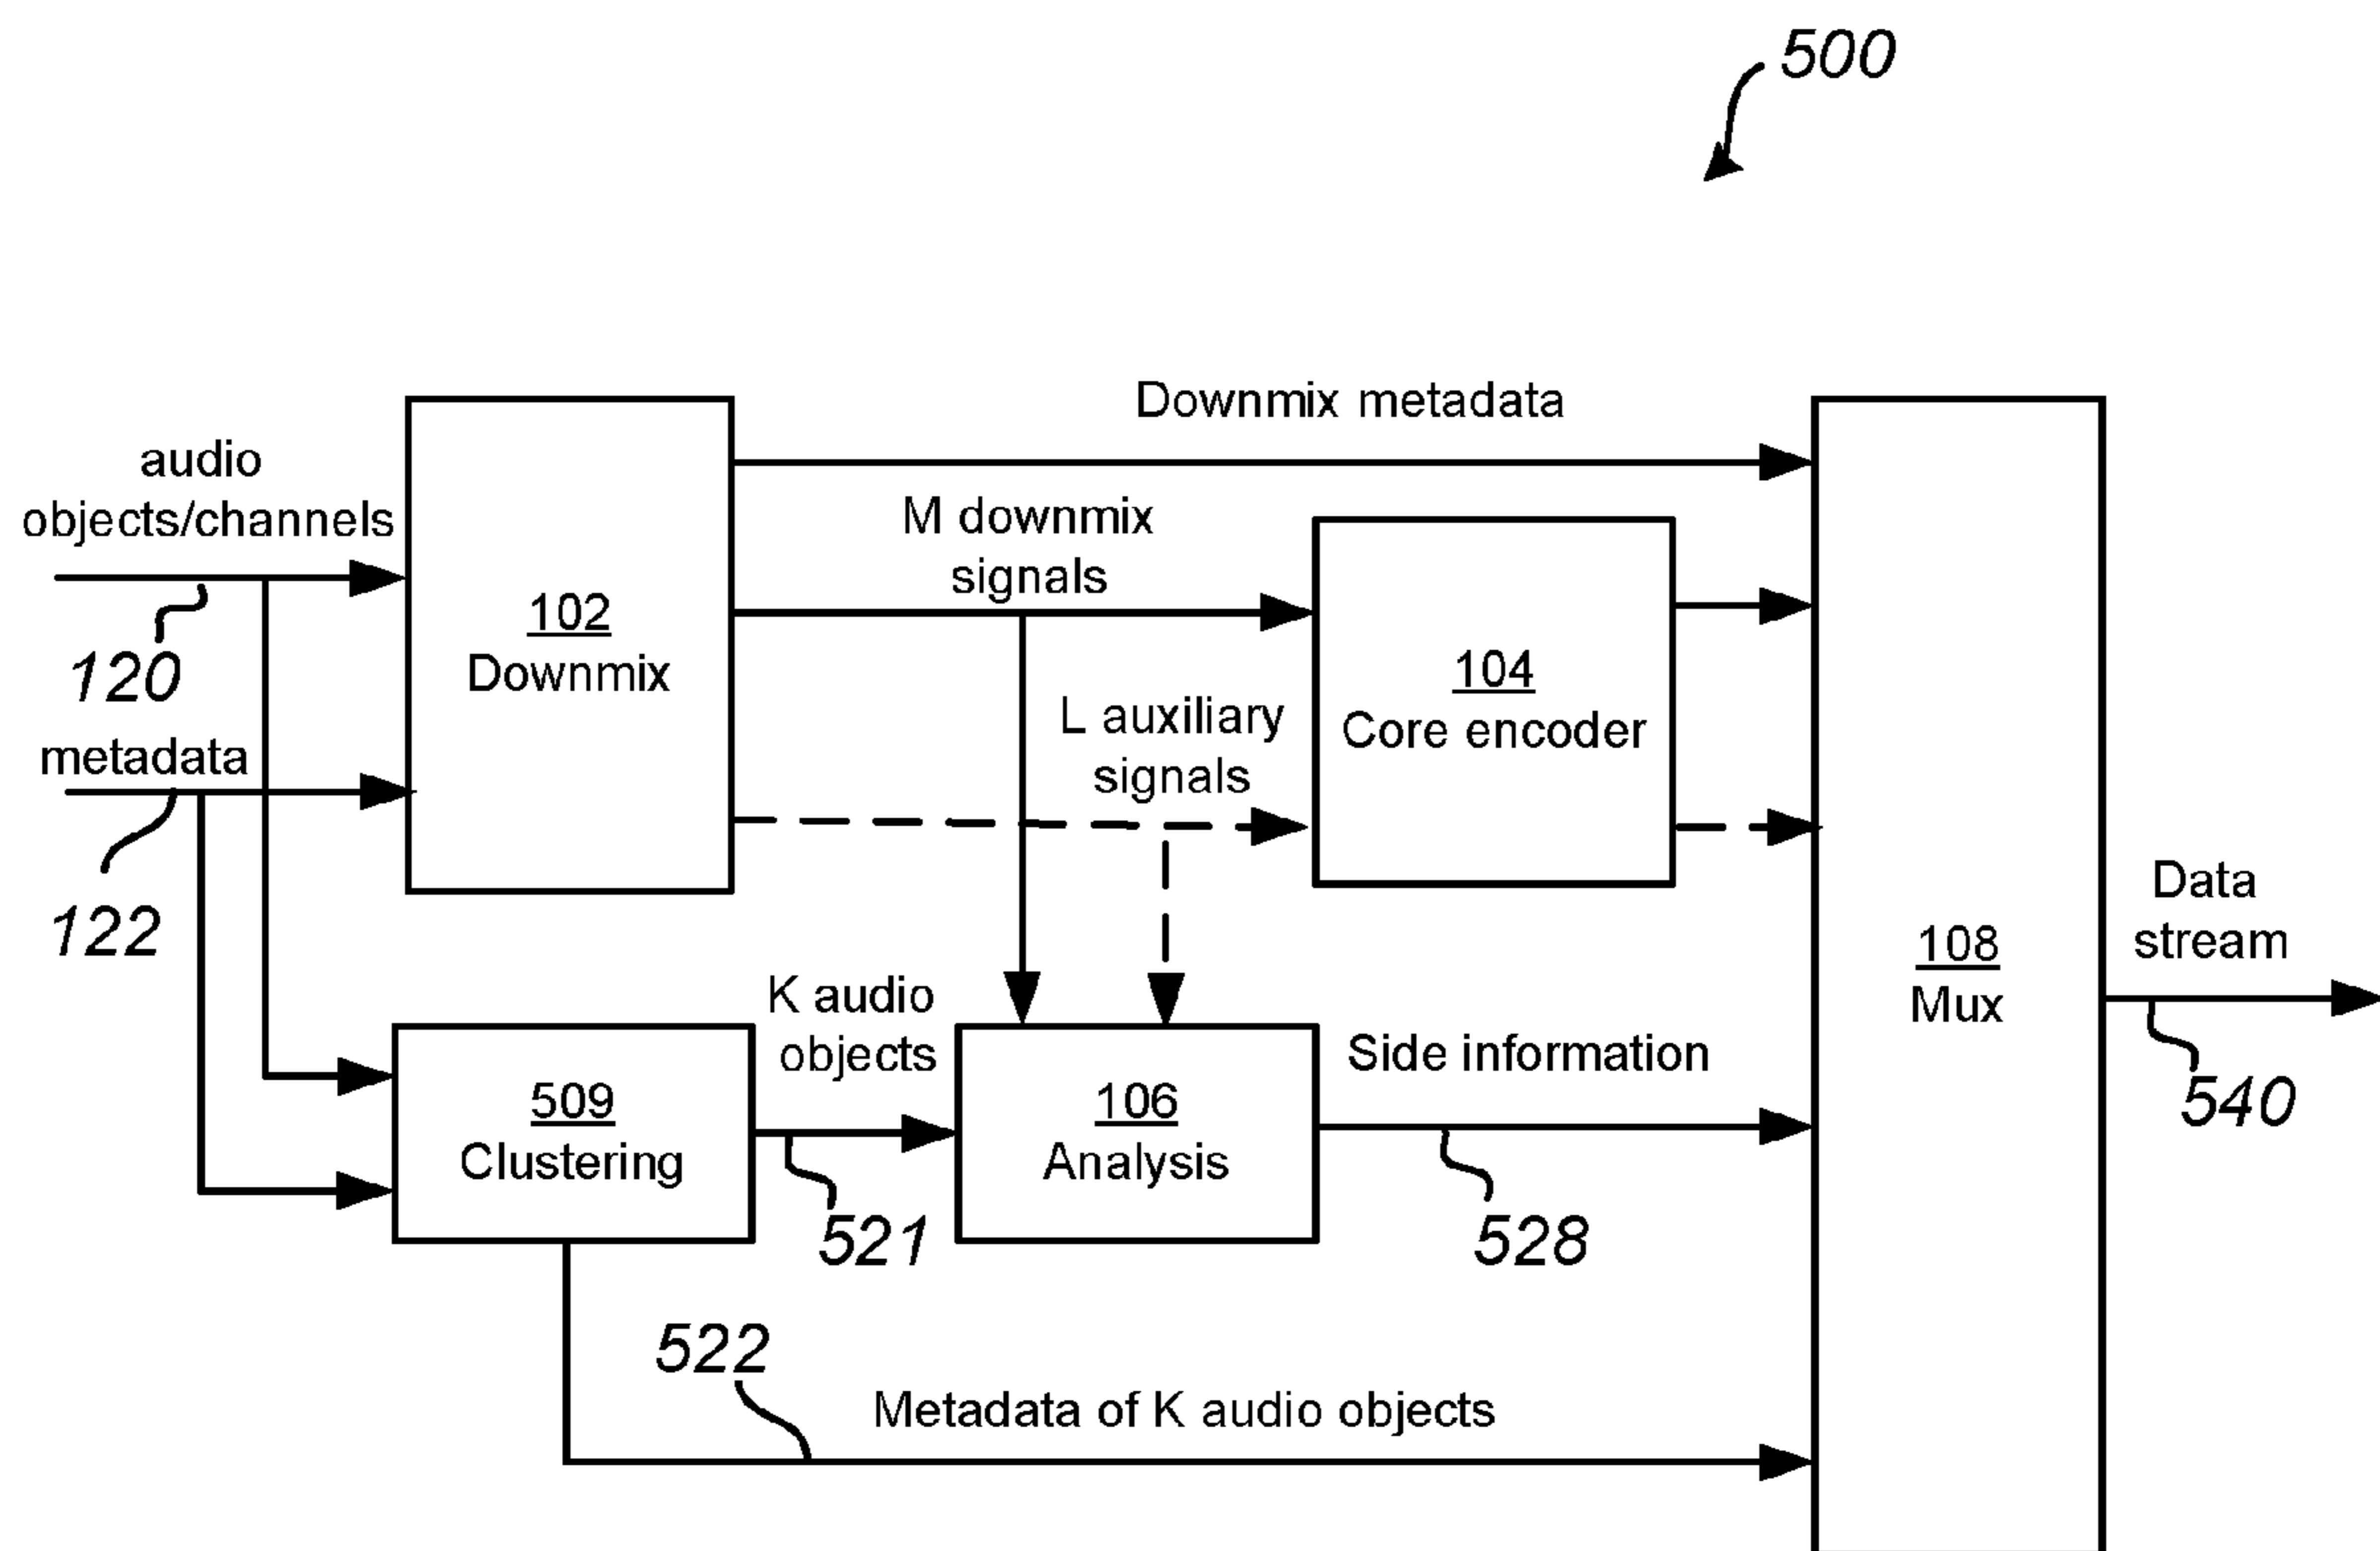 500
Downmix metadata
audio
objects/channels
M downmix
signals
102
Downmix
120
104
Core encoder
L auxiliary
signals
metadata
122
Data
stream
108
Mux
K audio
objects
Side information
509
Clustering
106
Analysis
540
521
528
522
Metadata of K audio objects